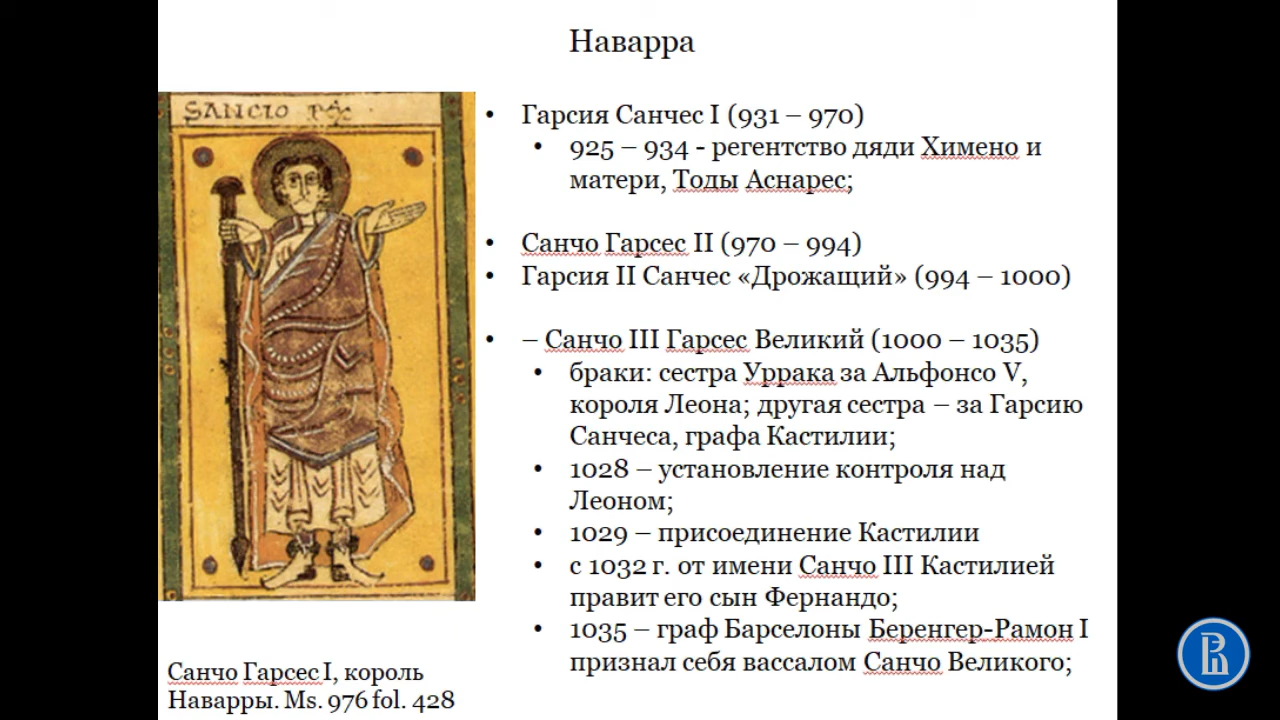 Наварра
SANCIO
• Гарсия Санчес I (931 – 970)
• 925 – 934 - регентство дяди Химено и
матери, Тоды Аснарес;
• Санчо Гарсес II (970 – 994)
• Гарсия II Санчес «Дрожащий» (994 – 1000)
• – Санчо III Гарсес Великий (1000 – 1035)
• браки: сестра Уррака за Альфонсо V,
короля Леона; другая сестра – за Гарсию
Санчеса, графа Кастилии;
• 1028 – установление контроля над
Леоном;
• 1029 – присоединение Кастилии
• с 1032 г. от имени Санчо III Кастилией
правит его сын Фернандо;
• 1035 – граф Барселоны Беренгер-Рамон I
признал себя вассалом Санчо Великого;
Санчо Гарсес I, король
Наварры. Ms. 976 fol. 428